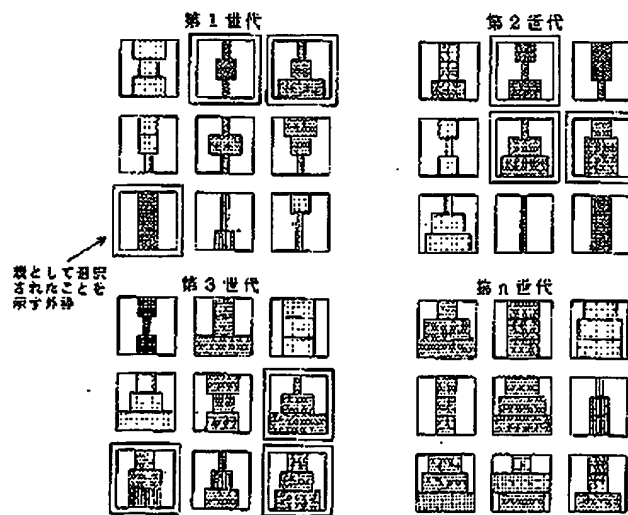 第1世代
第2世代
親として選択
されたことを
示す外枠
第3世代
第n世代